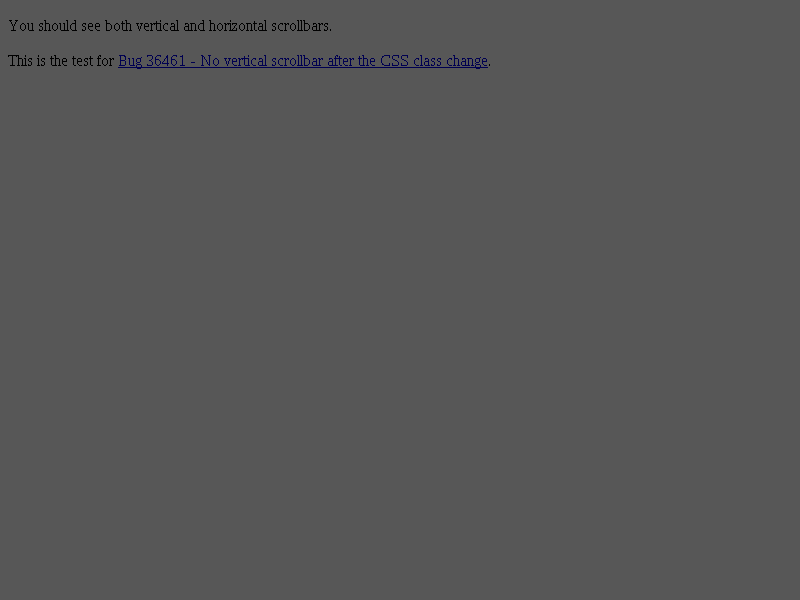 You should see both vertical and horizontal scrollbars.
This is the test for Bug 36461 - No vertical scrollbar after the CSS class change.